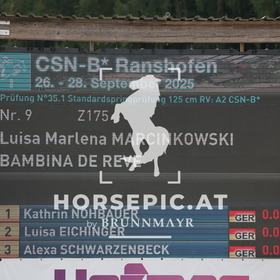 CSN-B* Ranshofen
26. - 28. September 2025
Prüfung N°35.1 Standardspringprüfung 125 cm RV: A2 CSN-B*
Nr. 9 Z175
Luisa Marlena MARCINKOWSKI
BAMBINA DE REVE
HORSEPIC.AT
by BRUNNMAYR
1 Kathrin NOHBAUER GER 0.0
2 Luisa EICHINGER GER 0.0
3 Alexa SCHWARZENBECK GER 0.0